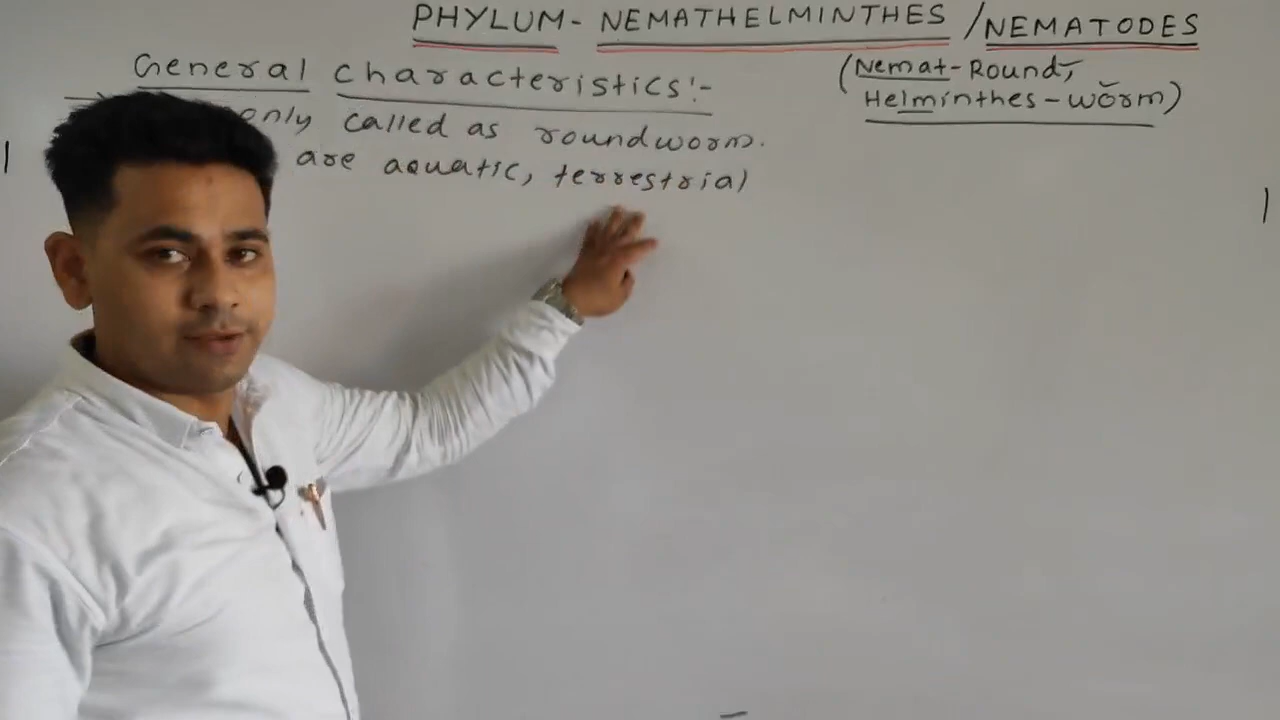 PHYLUM - NEMATHELMINTHES / NEMATODES
General characteristics:-
(Nemat-Round,
Helminthes - worm)
only called as roundworm.
are aquatic, terrestrial